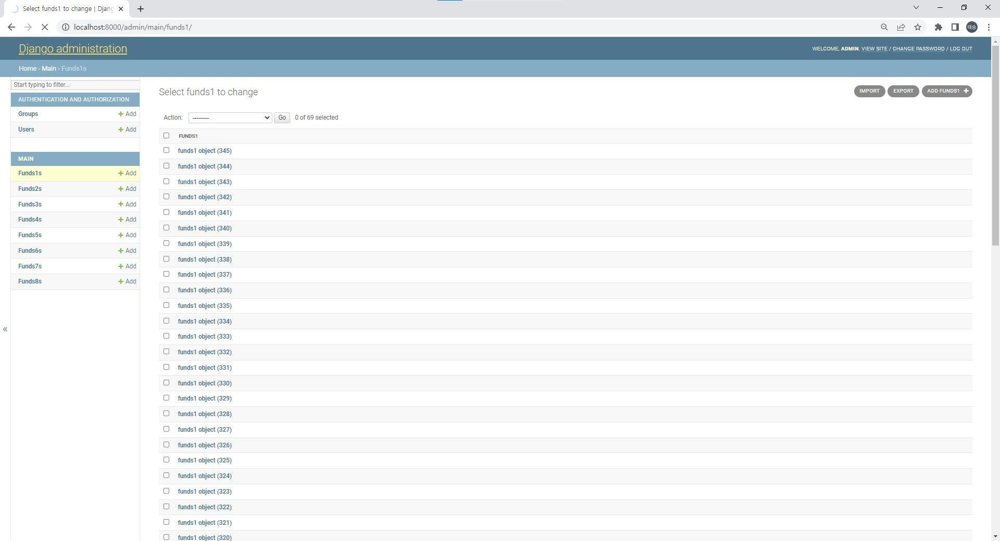 Select funds1 to change | Djang
localhost:8000/admin/main/funds1/
태승
Django administration
WELCOME, ADMIN. VIEW SITE / CHANGE PASSWORD / LOG OUT
Home › Main › Funds1s
Start typing to filter...
AUTHENTICATION AND AUTHORIZATION
Groups + Add
Users + Add
MAIN
Funds1s + Add
Funds2s + Add
Funds3s + Add
Funds4s + Add
Funds5s + Add
Funds6s + Add
Funds7s + Add
Funds8s + Add
«
Select funds1 to change
IMPORT EXPORT ADD FUNDS1 +
Action: --------- Go 0 of 69 selected
FUNDS1
funds1 object (345)
funds1 object (344)
funds1 object (343)
funds1 object (342)
funds1 object (341)
funds1 object (340)
funds1 object (339)
funds1 object (338)
funds1 object (337)
funds1 object (336)
funds1 object (335)
funds1 object (334)
funds1 object (333)
funds1 object (332)
funds1 object (331)
funds1 object (330)
funds1 object (329)
funds1 object (328)
funds1 object (327)
funds1 object (326)
funds1 object (325)
funds1 object (324)
funds1 object (323)
funds1 object (322)
funds1 object (321)
funds1 object (320)